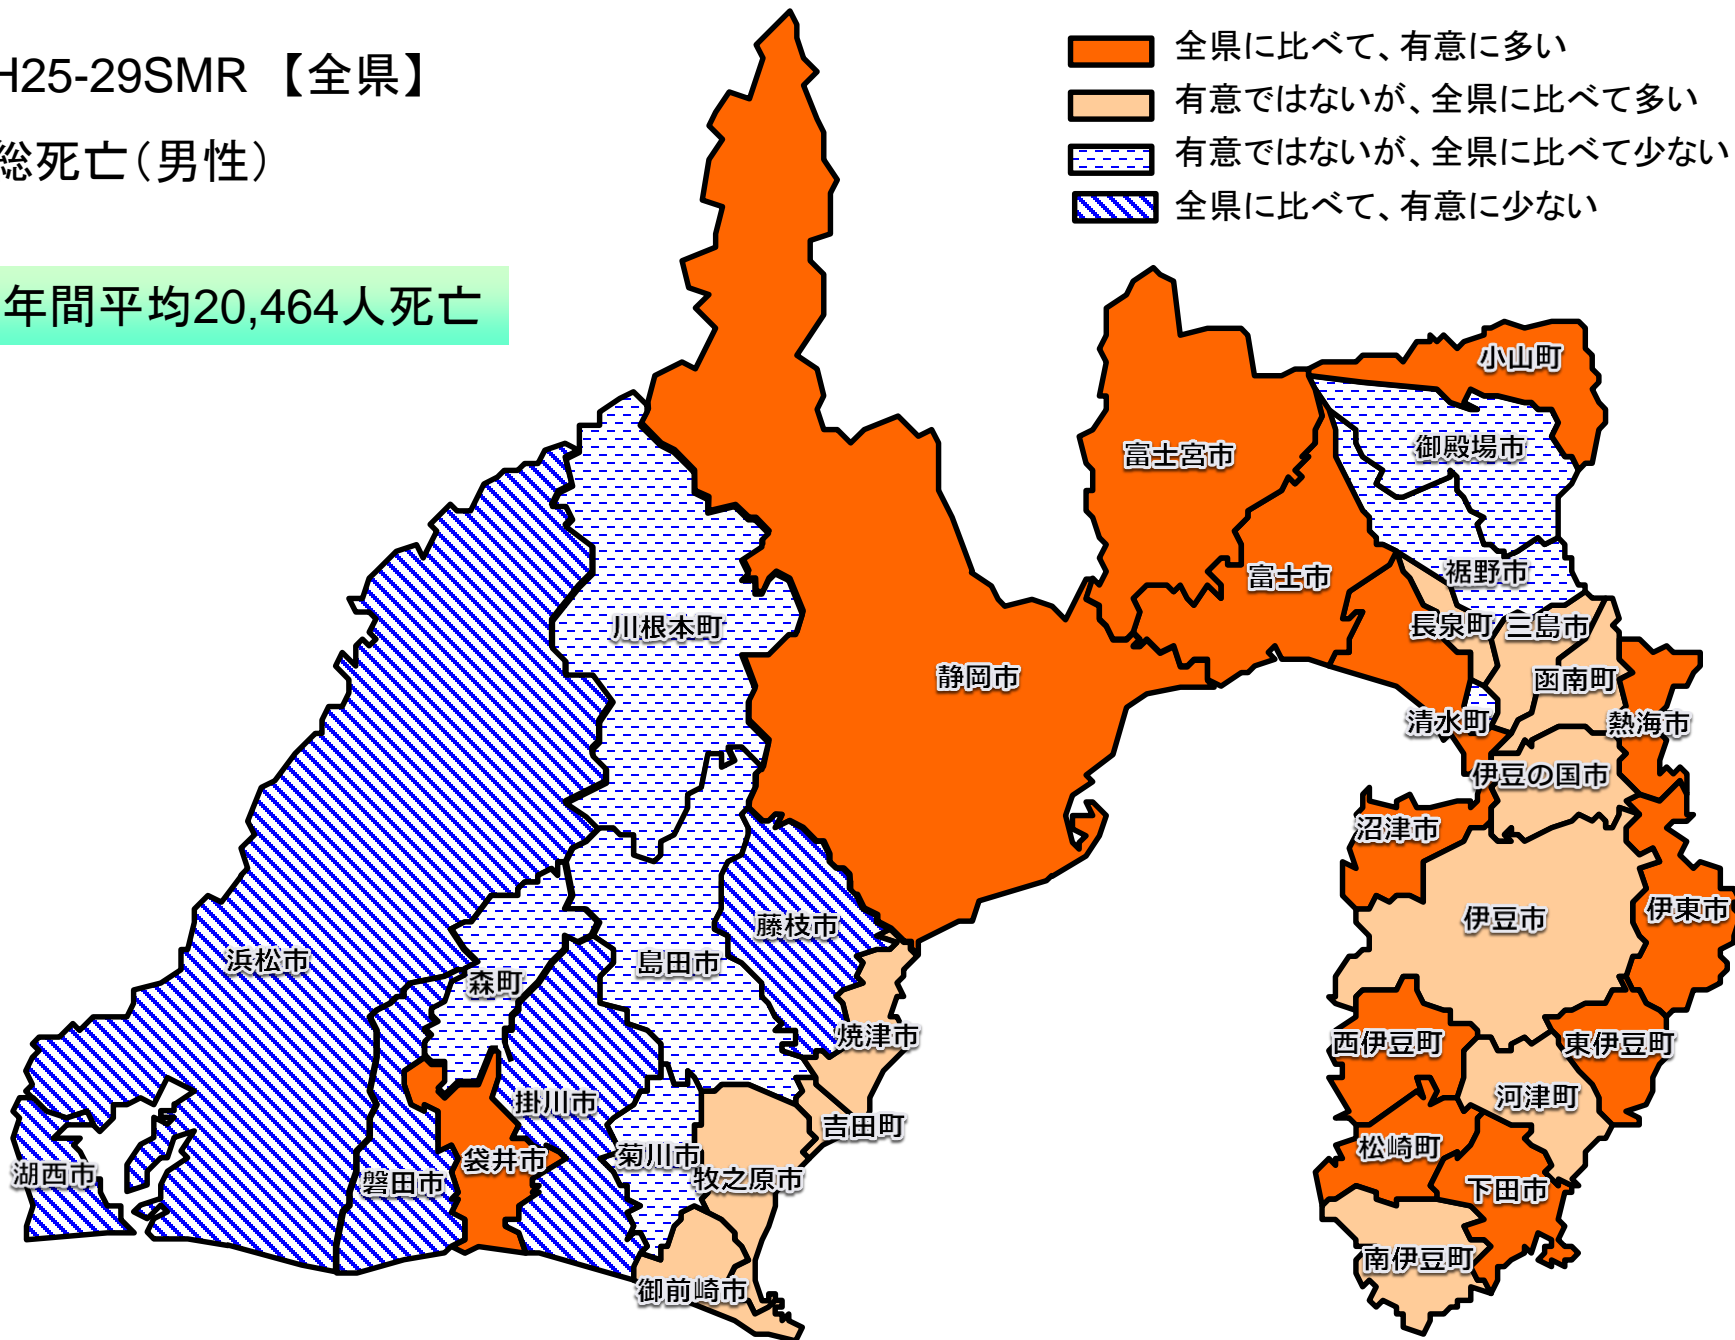 H25-29SMR 【全県】
総死亡（男性）
年間平均20,464人死亡
全県に比べて、有意に多い
有意ではないが、全県に比べて多い
有意ではないが、全県に比べて少ない
全県に比べて、有意に少ない
小山町
御殿場市
富士宮市
裾野市
富士市
長泉町
三島市
川根本町
静岡市
函南町
清水町
熱海市
伊豆の国市
沼津市
伊東市
伊豆市
藤枝市
浜松市
島田市
森町
焼津市
西伊豆町
東伊豆町
河津町
掛川市
吉田町
松崎町
菊川市
袋井市
湖西市
磐田市
牧之原市
下田市
南伊豆町
御前崎市